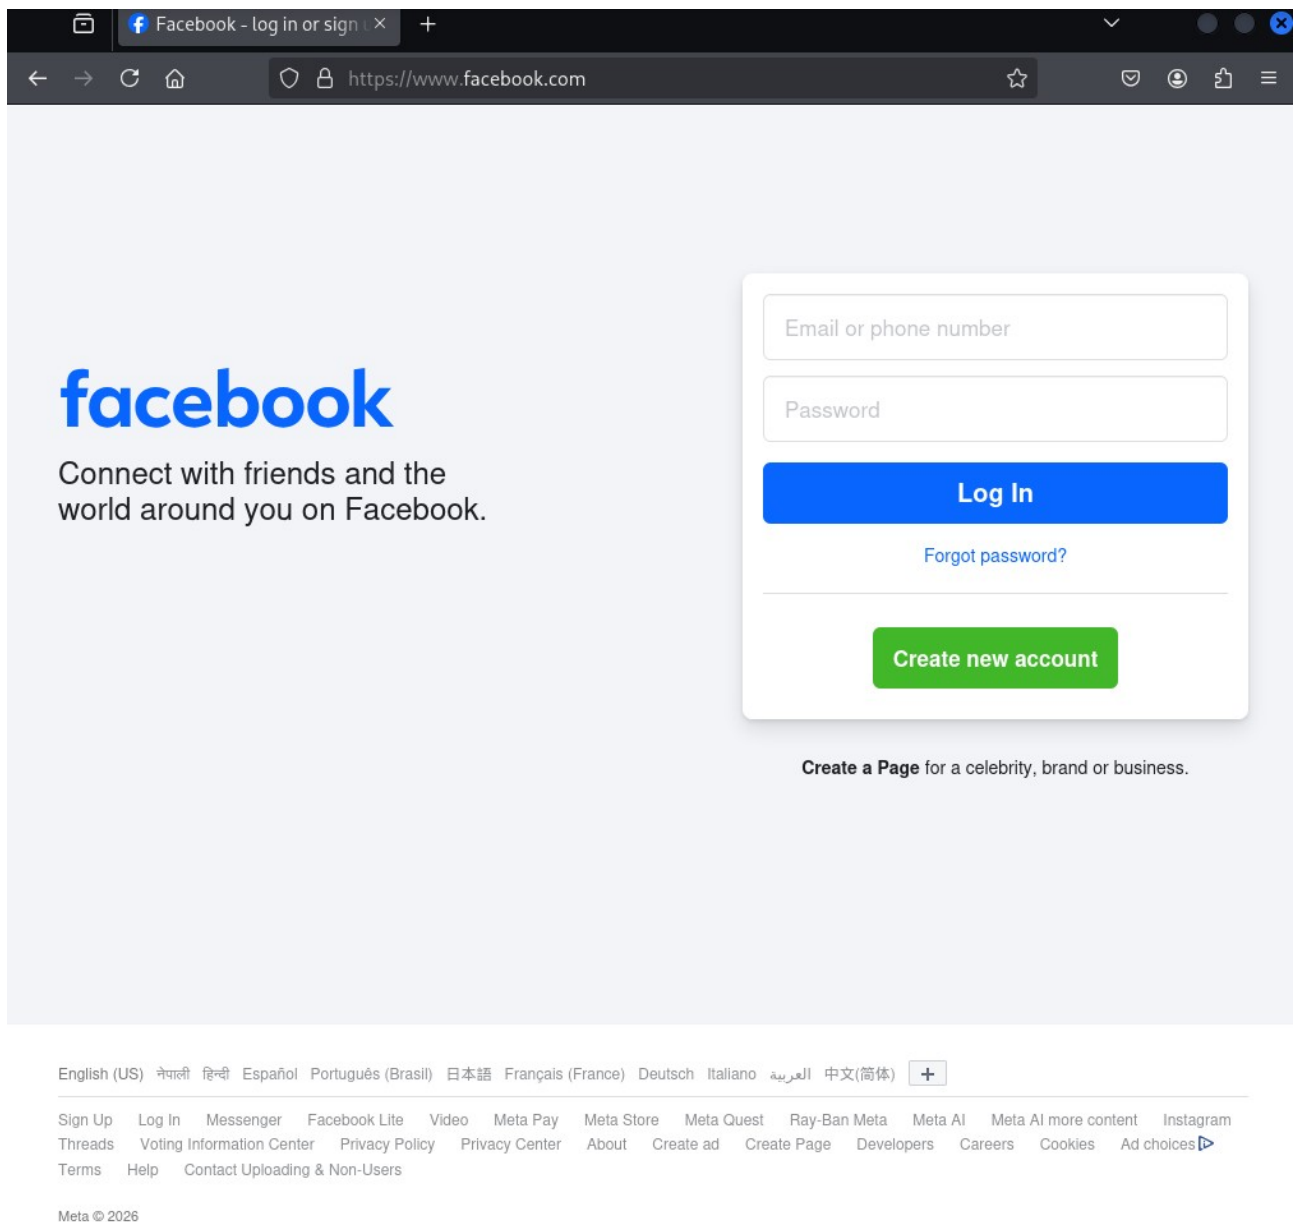 Facebook - log in or sign
https://www.facebook.com
facebook
Connect with friends and the
world around you on Facebook.
Email or phone number
Password
Log In
Forgot password?
Create new account
Create a Page for a celebrity, brand or business.
English (US) नेपाली हिन्दी Español Português (Brasil) 日本語 Français (France) Deutsch Italiano العربية 中文(简体) +
Sign Up Log In Messenger Facebook Lite Video Meta Pay Meta Store Meta Quest Ray-Ban Meta Meta AI Meta AI more content Instagram
Threads Voting Information Center Privacy Policy Privacy Center About Create ad Create Page Developers Careers Cookies Ad choices
Terms Help Contact Uploading & Non-Users
Meta © 2026